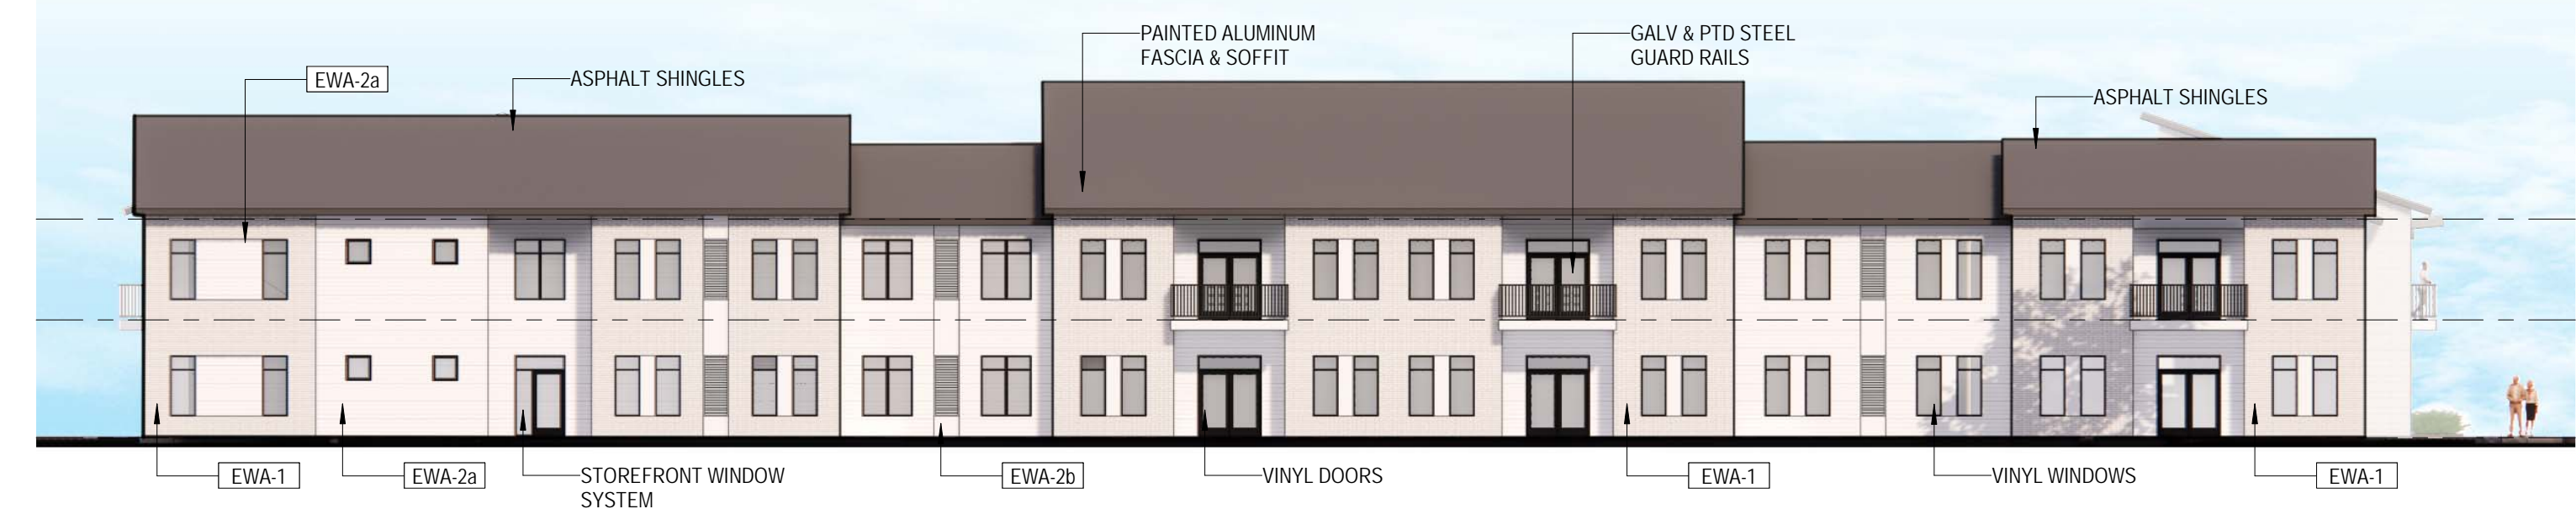 PAINTED ALUMINUM
FASCIA & SOFFIT
GALV & PTD STEEL
GUARD RAILS
EWA-2a
ASPHALT SHINGLES
ASPHALT SHINGLES
EWA-1
EWA-2a
STOREFRONT WINDOW
SYSTEM
EWA-2b
VINYL DOORS
EWA-1
VINYL WINDOWS
EWA-1